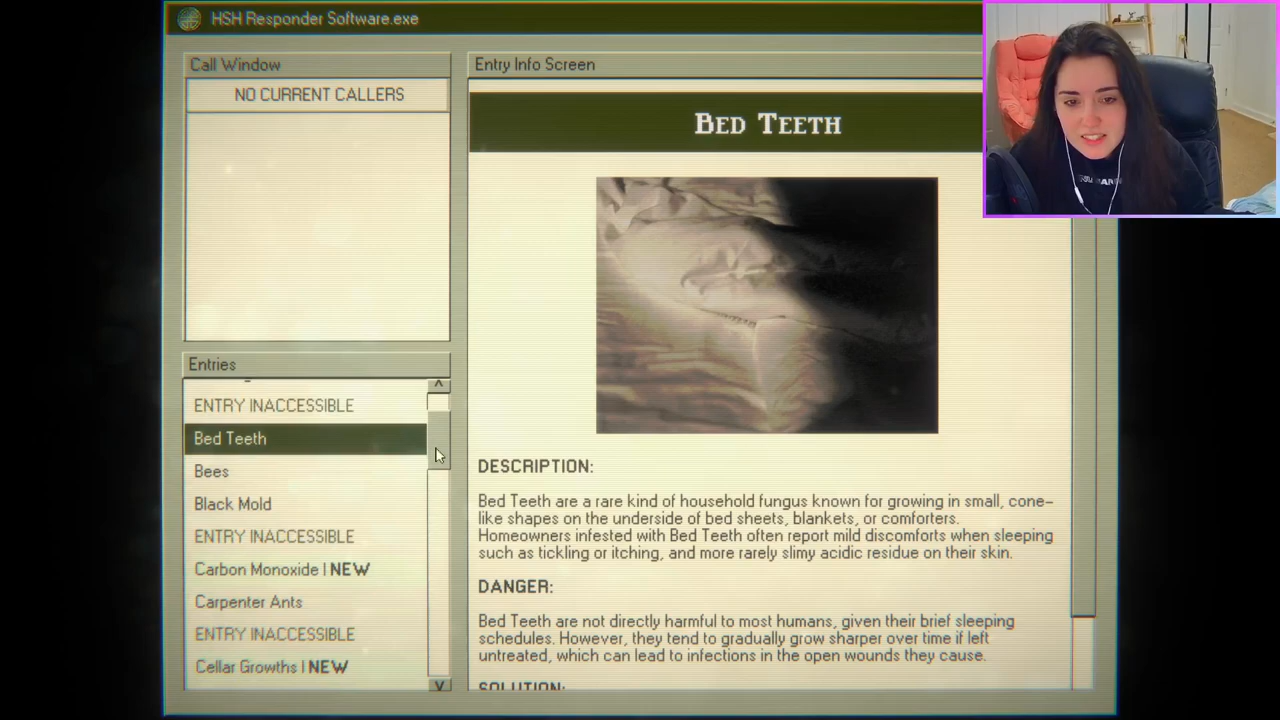 HSH Responder Software.exe
Call Window
NO CURRENT CALLERS
Entries
ENTRY INACCESSIBLE
Bed Teeth
Bees
Black Mold
ENTRY INACCESSIBLE
Carbon Monoxide | NEW
Carpenter Ants
ENTRY INACCESSIBLE
Cellar Growths | NEW
Entry Info Screen
BED TEETH
DESCRIPTION:
Bed Teeth are a rare kind of household fungus known for growing in small, cone-
like shapes on the underside of bed sheets, blankets, or comforters.
Homeowners infested with Bed Teeth often report mild discomforts when sleeping
such as tickling or itching, and more rarely slimy acidic residue on their skin.
DANGER:
Bed Teeth are not directly harmful to most humans, given their brief sleeping
schedules. However, they tend to gradually grow sharper over time if left
untreated, which can lead to infections in the open wounds they cause.
SOLUTION: